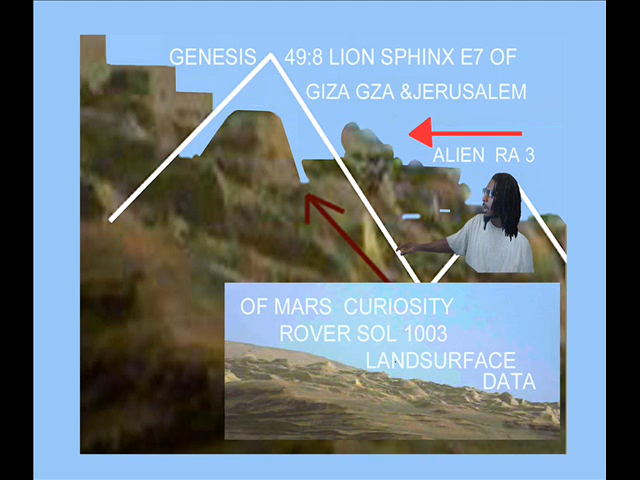 GENESIS 49:8 LION SPHINX E7 OF
GIZA GZA &JERUSALEM
ALIEN RA 3
OF MARS CURIOSITY
ROVER SOL 1003
LANDSURFACE
DATA